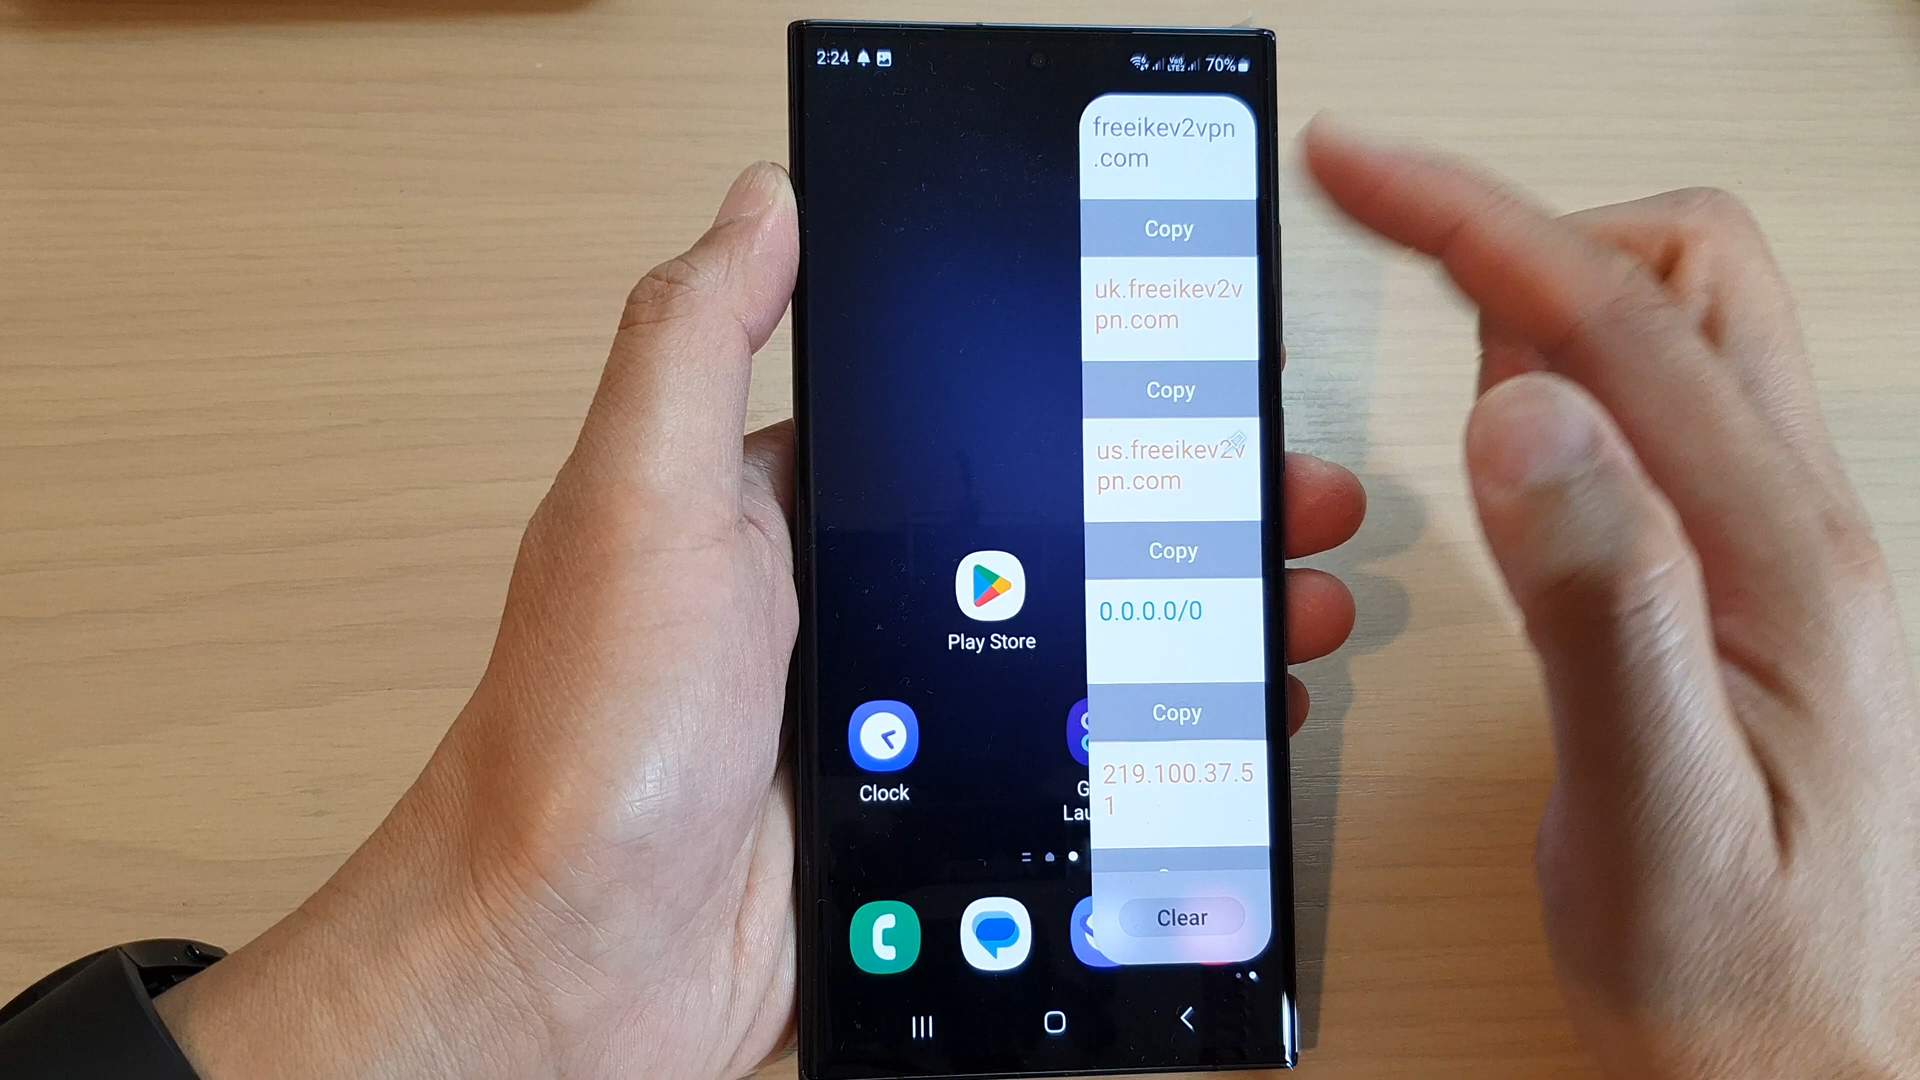 2:24
70%
freeikev2vpn
.com
Copy
uk.freeikev2v
pn.com
Copy
us.freeikev2v
pn.com
Copy
0.0.0.0/0
Copy
219.100.37.5
1
Clear
Play Store
Clock
G
Lau